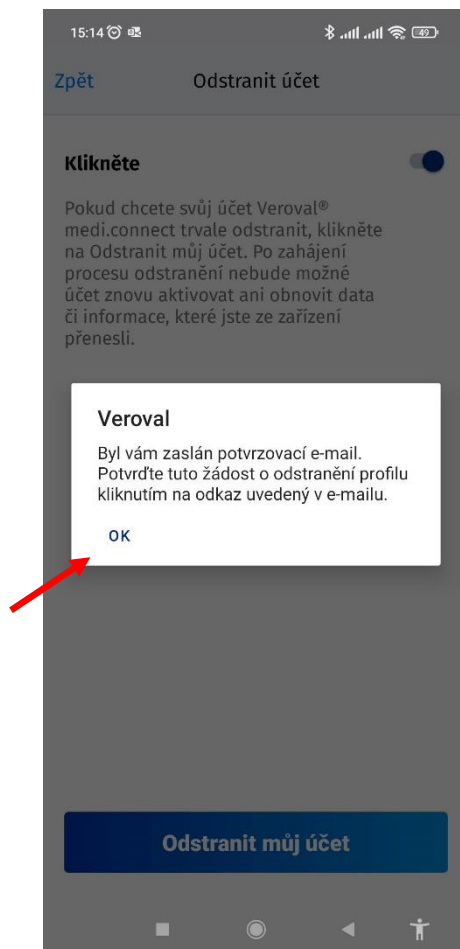 15:14
49
Zpět
Odstranit účet
Klikněte
Pokud chcete svůj účet Veroval®
medi.connect trvale odstranit, klikněte
na Odstranit můj účet. Po zahájení
procesu odstranění nebude možné
účet znovu aktivovat ani obnovit data
či informace, které jste ze zařízení
přenesli.
Veroval
Byl vám zaslán potvrzovací e-mail.
Potvrďte tuto žádost o odstranění profilu
kliknutím na odkaz uvedený v e-mailu.
OK
Odstranit můj účet